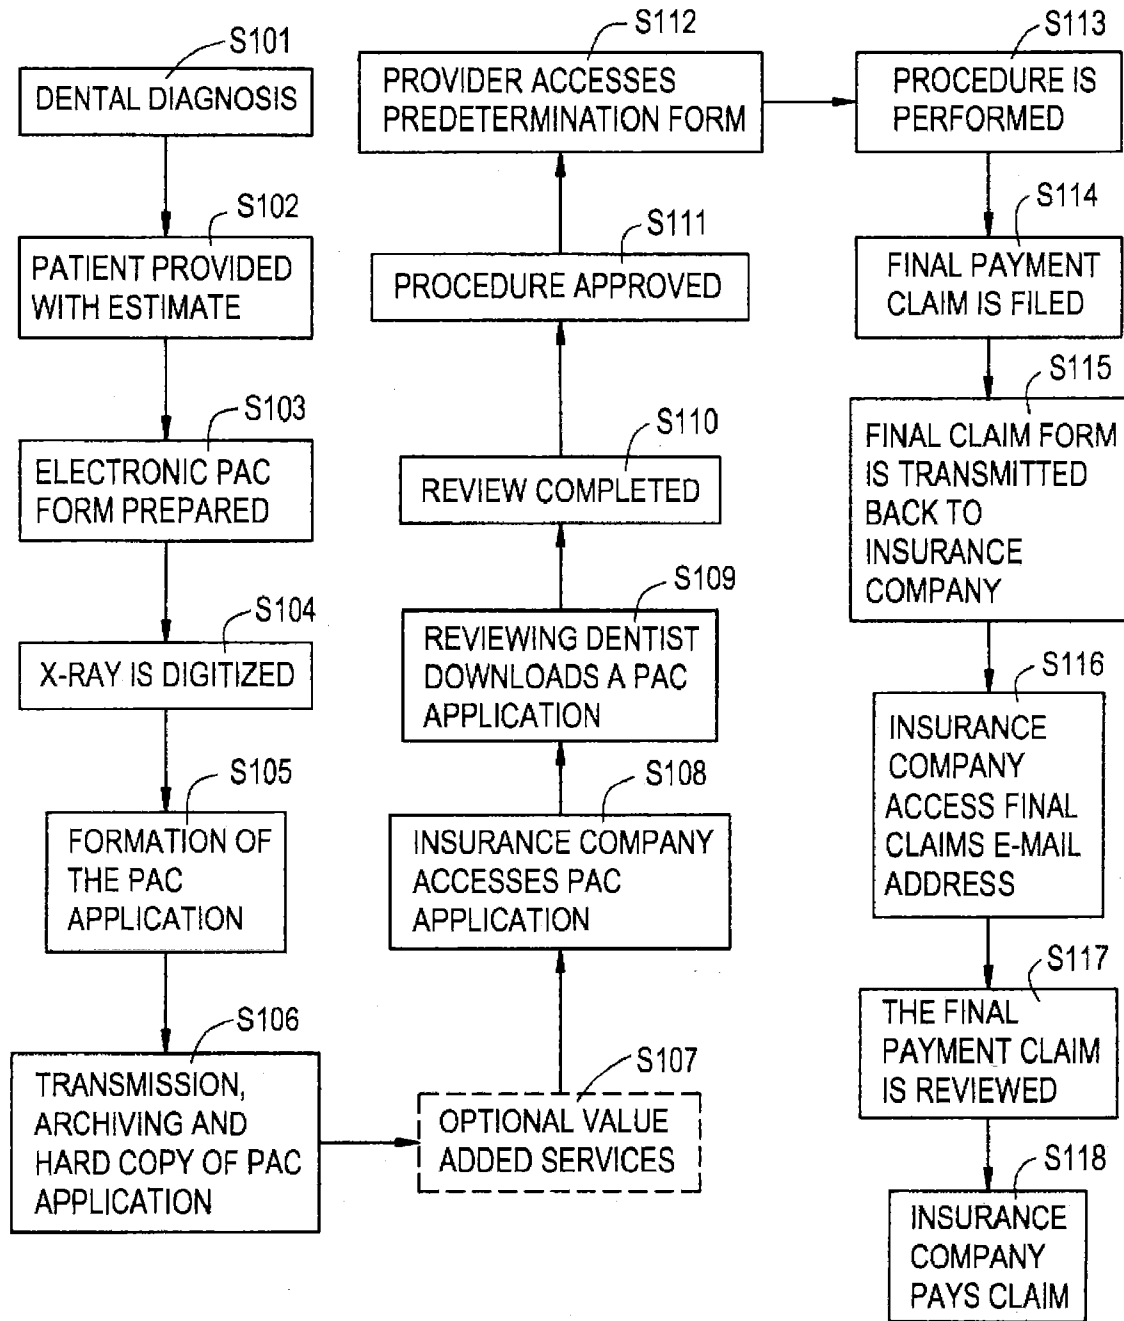 S101
DENTAL DIAGNOSIS
S102
PATIENT PROVIDED
WITH ESTIMATE
S103
ELECTRONIC PAC
FORM PREPARED
S104
X-RAY IS DIGITIZED
S105
FORMATION OF
THE PAC
APPLICATION
S106
TRANSMISSION,
ARCHIVING AND
HARD COPY OF PAC
APPLICATION
S107
OPTIONAL VALUE
ADDED SERVICES
S108
INSURANCE COMPANY
ACCESSES PAC
APPLICATION
S109
REVIEWING DENTIST
DOWNLOADS A PAC
APPLICATION
S110
REVIEW COMPLETED
S111
PROCEDURE APPROVED
S112
PROVIDER ACCESSES
PREDETERMINATION FORM
S113
PROCEDURE IS
PERFORMED
S114
FINAL PAYMENT
CLAIM IS FILED
S115
FINAL CLAIM FORM
IS TRANSMITTED
BACK TO
INSURANCE
COMPANY
S116
INSURANCE
COMPANY
ACCESS FINAL
CLAIMS E-MAIL
ADDRESS
S117
THE FINAL
PAYMENT CLAIM
IS REVIEWED
S118
INSURANCE
COMPANY
PAYS CLAIM